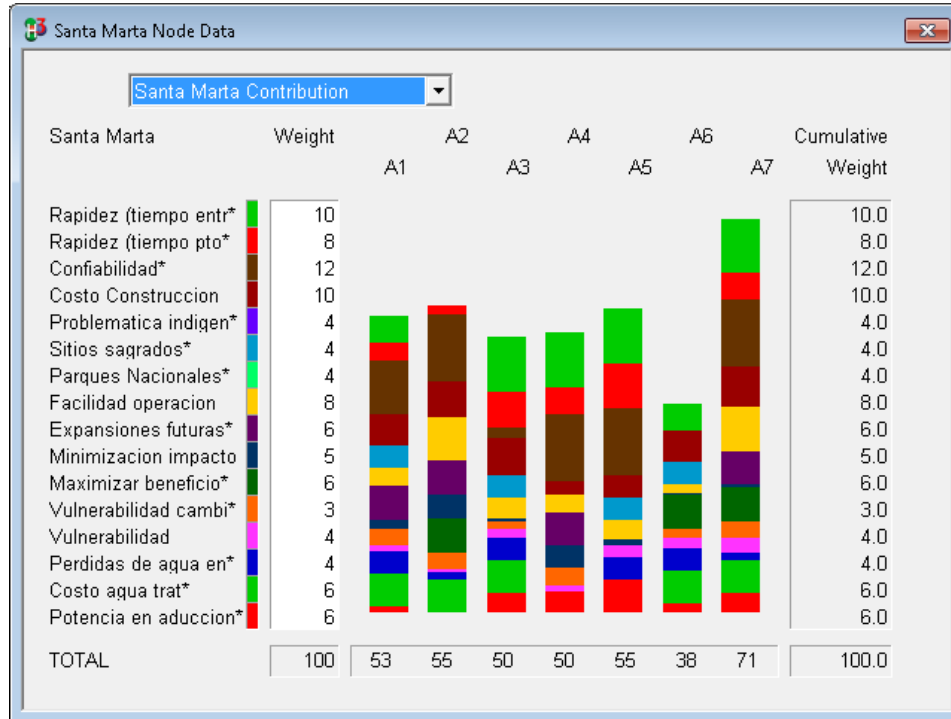 Santa Marta Node Data
Santa Marta Contribution
Santa Marta Weight A2 A4 A6 Cumulative
A1 A3 A5 A7 Weight
Rapidez (tiempo entr* 10 10.0
Rapidez (tiempo pto* 8 8.0
Confiabilidad* 12 12.0
Costo Construccion 10 10.0
Problematica indigen* 4 4.0
Sitios sagrados* 4 4.0
Parques Nacionales* 4 4.0
Facilidad operacion 8 8.0
Expansiones futuras* 6 6.0
Minimizacion impacto 5 5.0
Maximizar beneficio* 6 6.0
Vulnerabilidad cambi* 3 3.0
Vulnerabilidad 4 4.0
Perdidas de agua en* 4 4.0
Costo agua trat* 6 6.0
Potencia en aduccion* 6 6.0
TOTAL 100 53 55 50 50 55 38 71 100.0